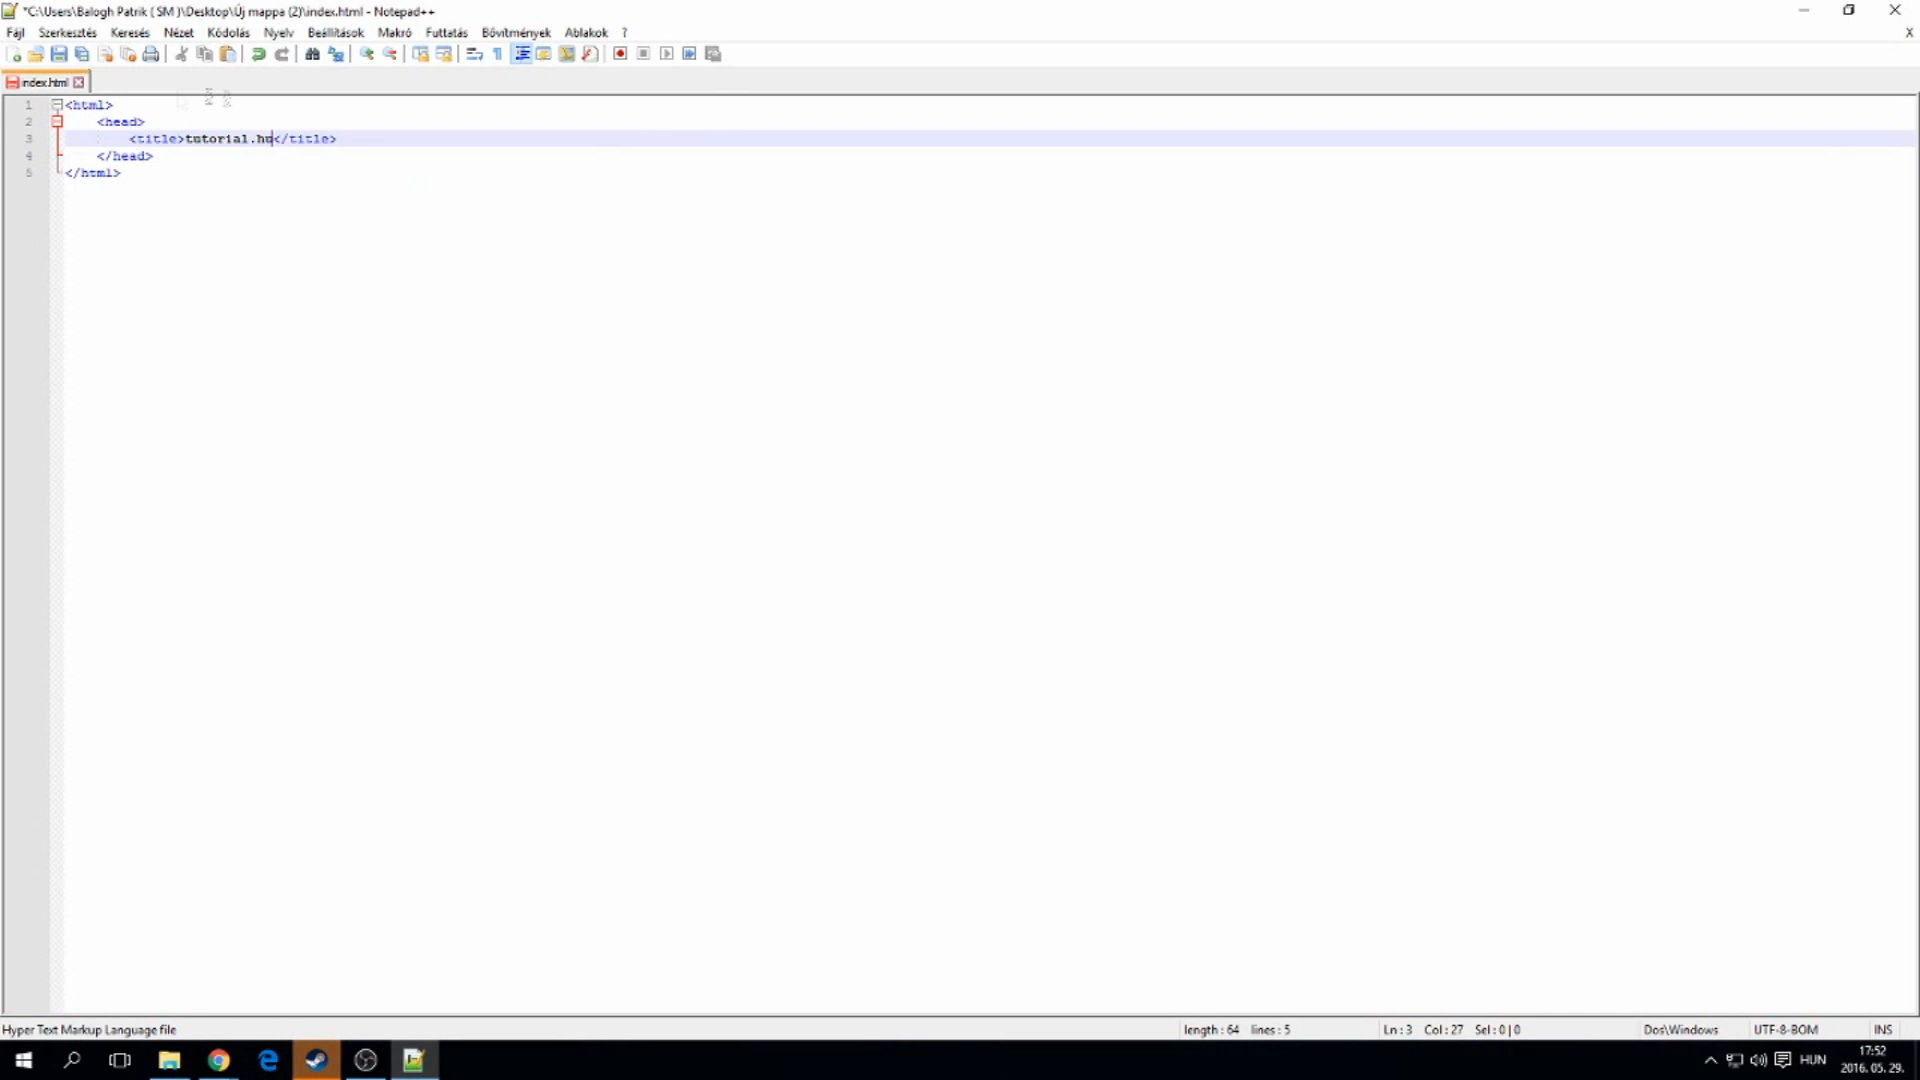 *C:\Users\Balogh Patrik ( SM )\Desktop\Új mappa (2)\index.html - Notepad++
Fájl Szerkesztés Keresés Nézet Kódolás Nyelv Beállítások Makró Futtatás Bővítmények Ablakok ? X
index.html
1 <html>
2 <head>
3 <title>tutorial.hu</title>
4 </head>
5 </html>
Hyper Text Markup Language file length : 64 lines : 5 Ln : 3 Col : 27 Sel : 0 | 0 Dos\Windows UTF-8-BOM INS
HUN
17:52
2016. 05. 29.